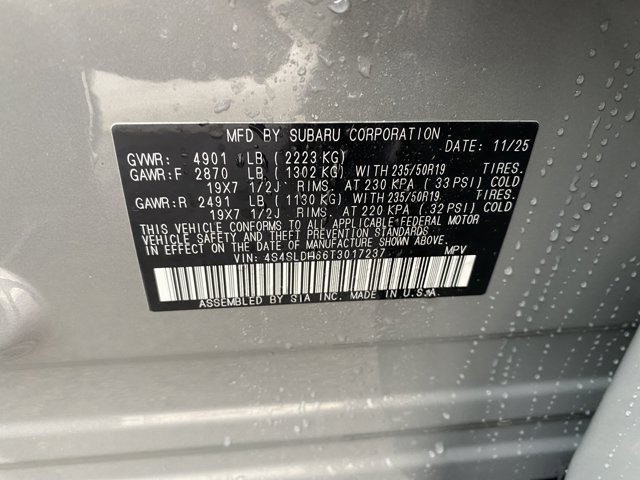 MFD BY SUBARU CORPORATION DATE: 11/25
GVWR: 4901 LB ( 2223 KG)
GAWR:F 2870 LB ( 1302 KG) WITH 235/50R19 TIRES.
19X7 1/2J RIMS. AT 230 KPA ( 33 PSI) COLD
GAWR:R 2491 LB ( 1130 KG) WITH 235/50R19 TIRES.
19X7 1/2J RIMS. AT 220 KPA ( 32 PSI) COLD
THIS VEHICLE CONFORMS TO ALL APPLICABLE FEDERAL MOTOR
VEHICLE SAFETY AND THEFT PREVENTION STANDARDS
IN EFFECT ON THE DATE OF MANUFACTURE SHOWN ABOVE.
VIN: 4S4SLDH66T3017237 MPV
ASSEMBLED BY SIA INC. MADE IN U.S.A.